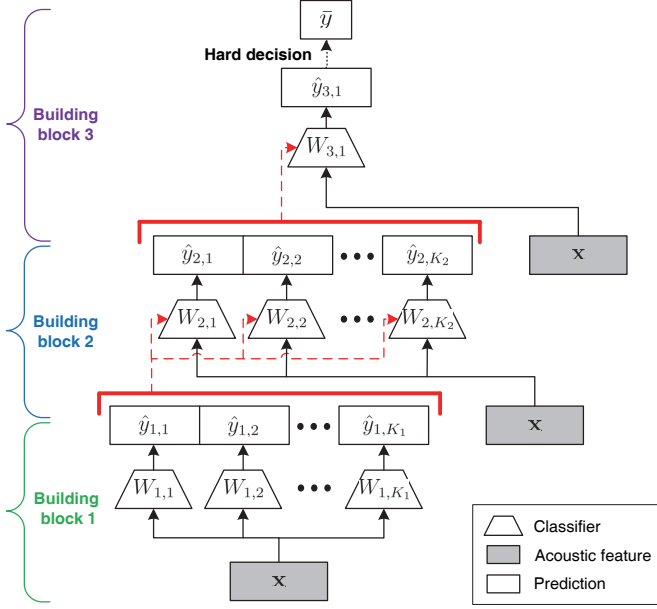 ȳ
Hard decision
ŷ₃,₁
Building
block 3
W₃,₁
x
ŷ₂,₁ ŷ₂,₂ ••• ŷ₂,K₂
Building
block 2
W₂,₁ W₂,₂ ••• W₂,K₂
x
ŷ₁,₁ ŷ₁,₂ ••• ŷ₁,K₁
Building
block 1
W₁,₁ W₁,₂ ••• W₁,K₁
x
Classifier
Acoustic feature
Prediction